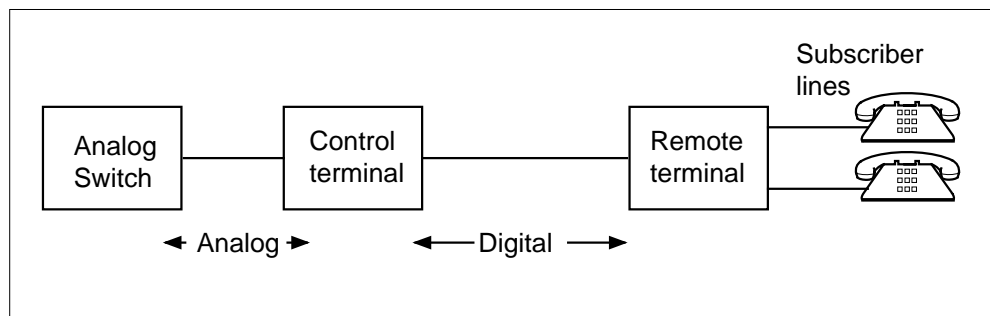 Subscriber
lines
Analog
Switch
Control
terminal
Remote
terminal
Analog
Digital